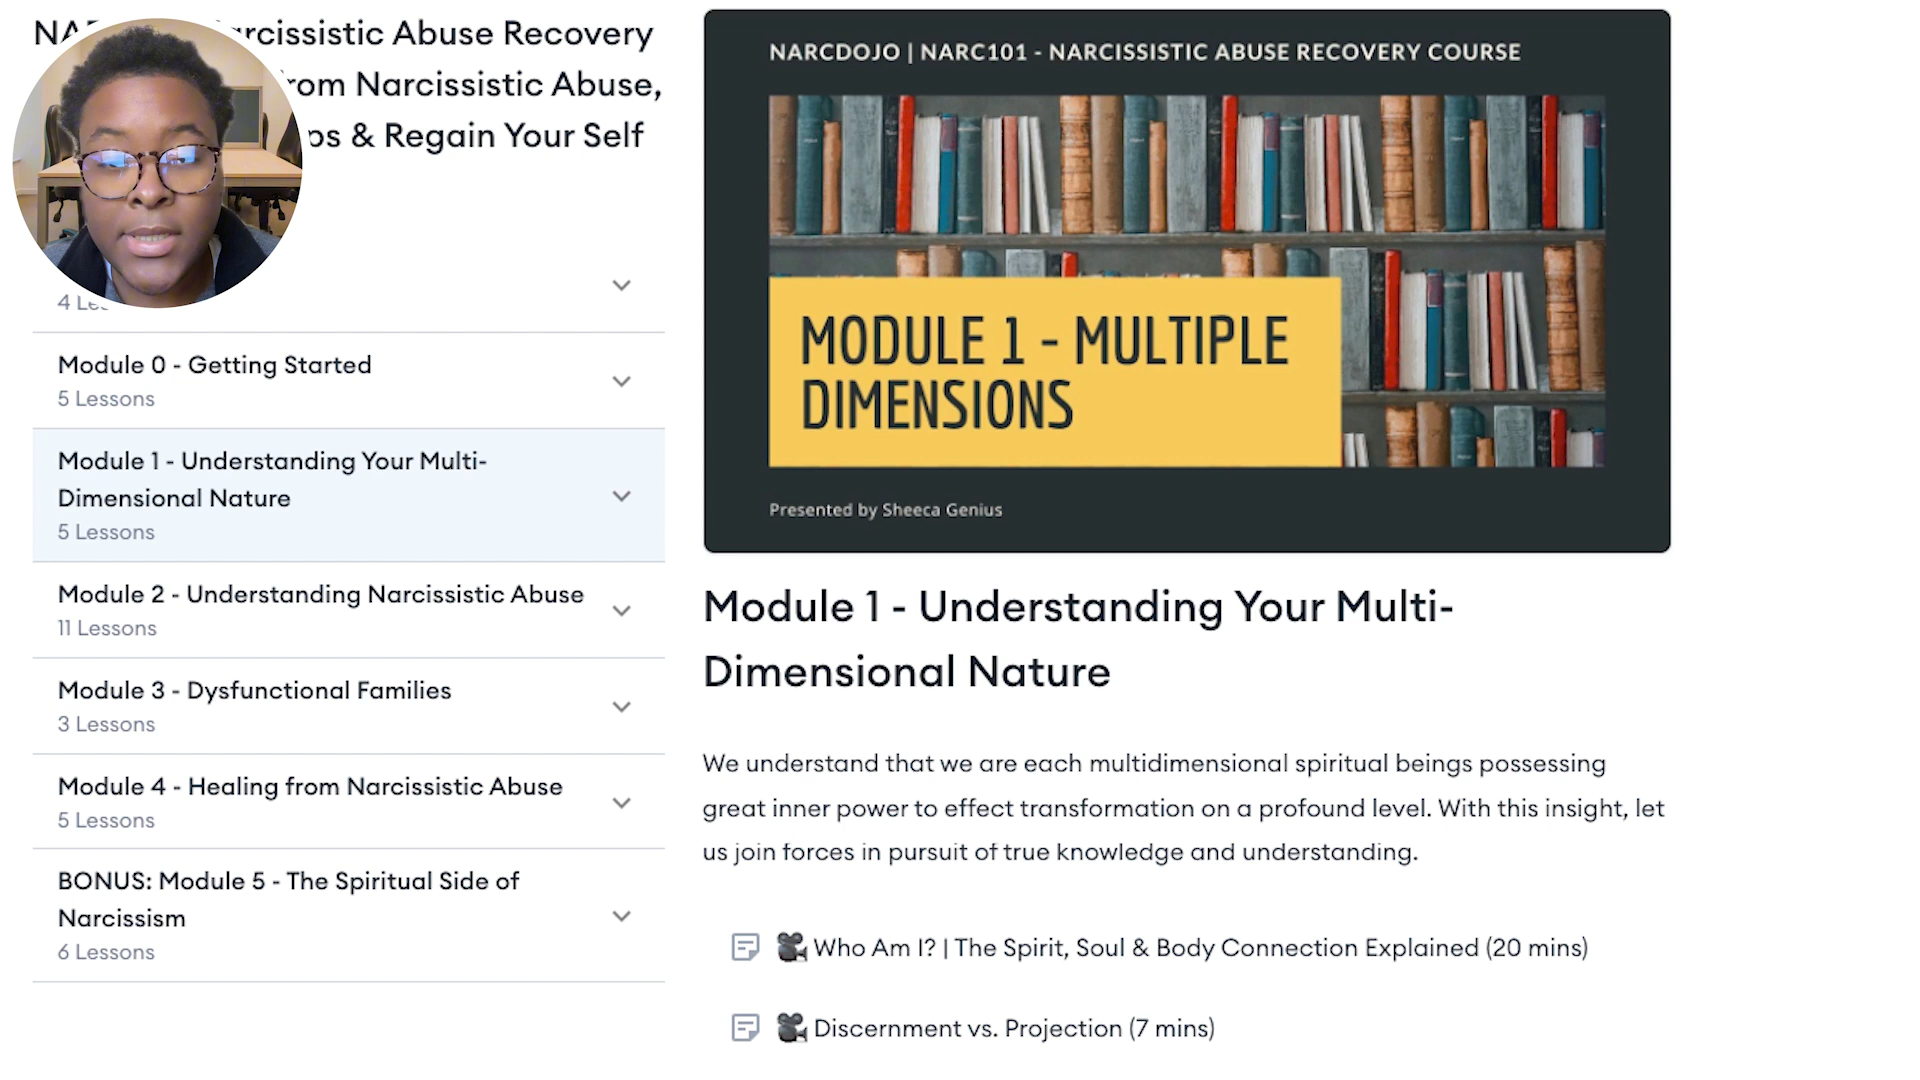 Narcissistic Abuse Recovery
from Narcissistic Abuse,
& Regain Your Self
4
Module 0 - Getting Started
5 Lessons
Module 1 - Understanding Your Multi-
Dimensional Nature
5 Lessons
Module 2 - Understanding Narcissistic Abuse
11 Lessons
Module 3 - Dysfunctional Families
3 Lessons
Module 4 - Healing from Narcissistic Abuse
5 Lessons
BONUS: Module 5 - The Spiritual Side of
Narcissism
6 Lessons
NARCDOJO | NARC101 - NARCISSISTIC ABUSE RECOVERY COURSE
MODULE 1 - MULTIPLE
DIMENSIONS
Presented by Sheeca Genius
Module 1 - Understanding Your Multi-
Dimensional Nature
We understand that we are each multidimensional spiritual beings possessing
great inner power to effect transformation on a profound level. With this insight, let
us join forces in pursuit of true knowledge and understanding.
Who Am I? | The Spirit, Soul & Body Connection Explained (20 mins)
Discernment vs. Projection (7 mins)